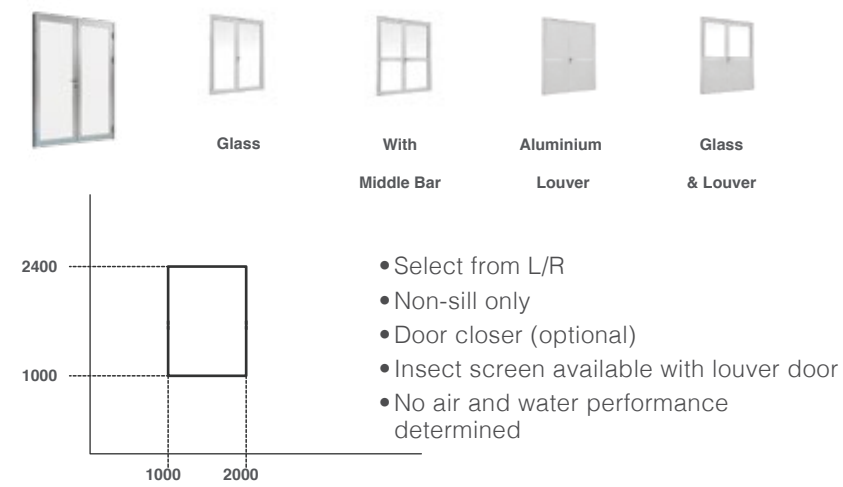 Glass
With
Middle Bar
Aluminium
Louver
Glass
& Louver
2400
1000
1000
2000
•Select from L/R
•Non-sill only
•Door closer (optional)
•Insect screen available with louver door
•No air and water performance
determined